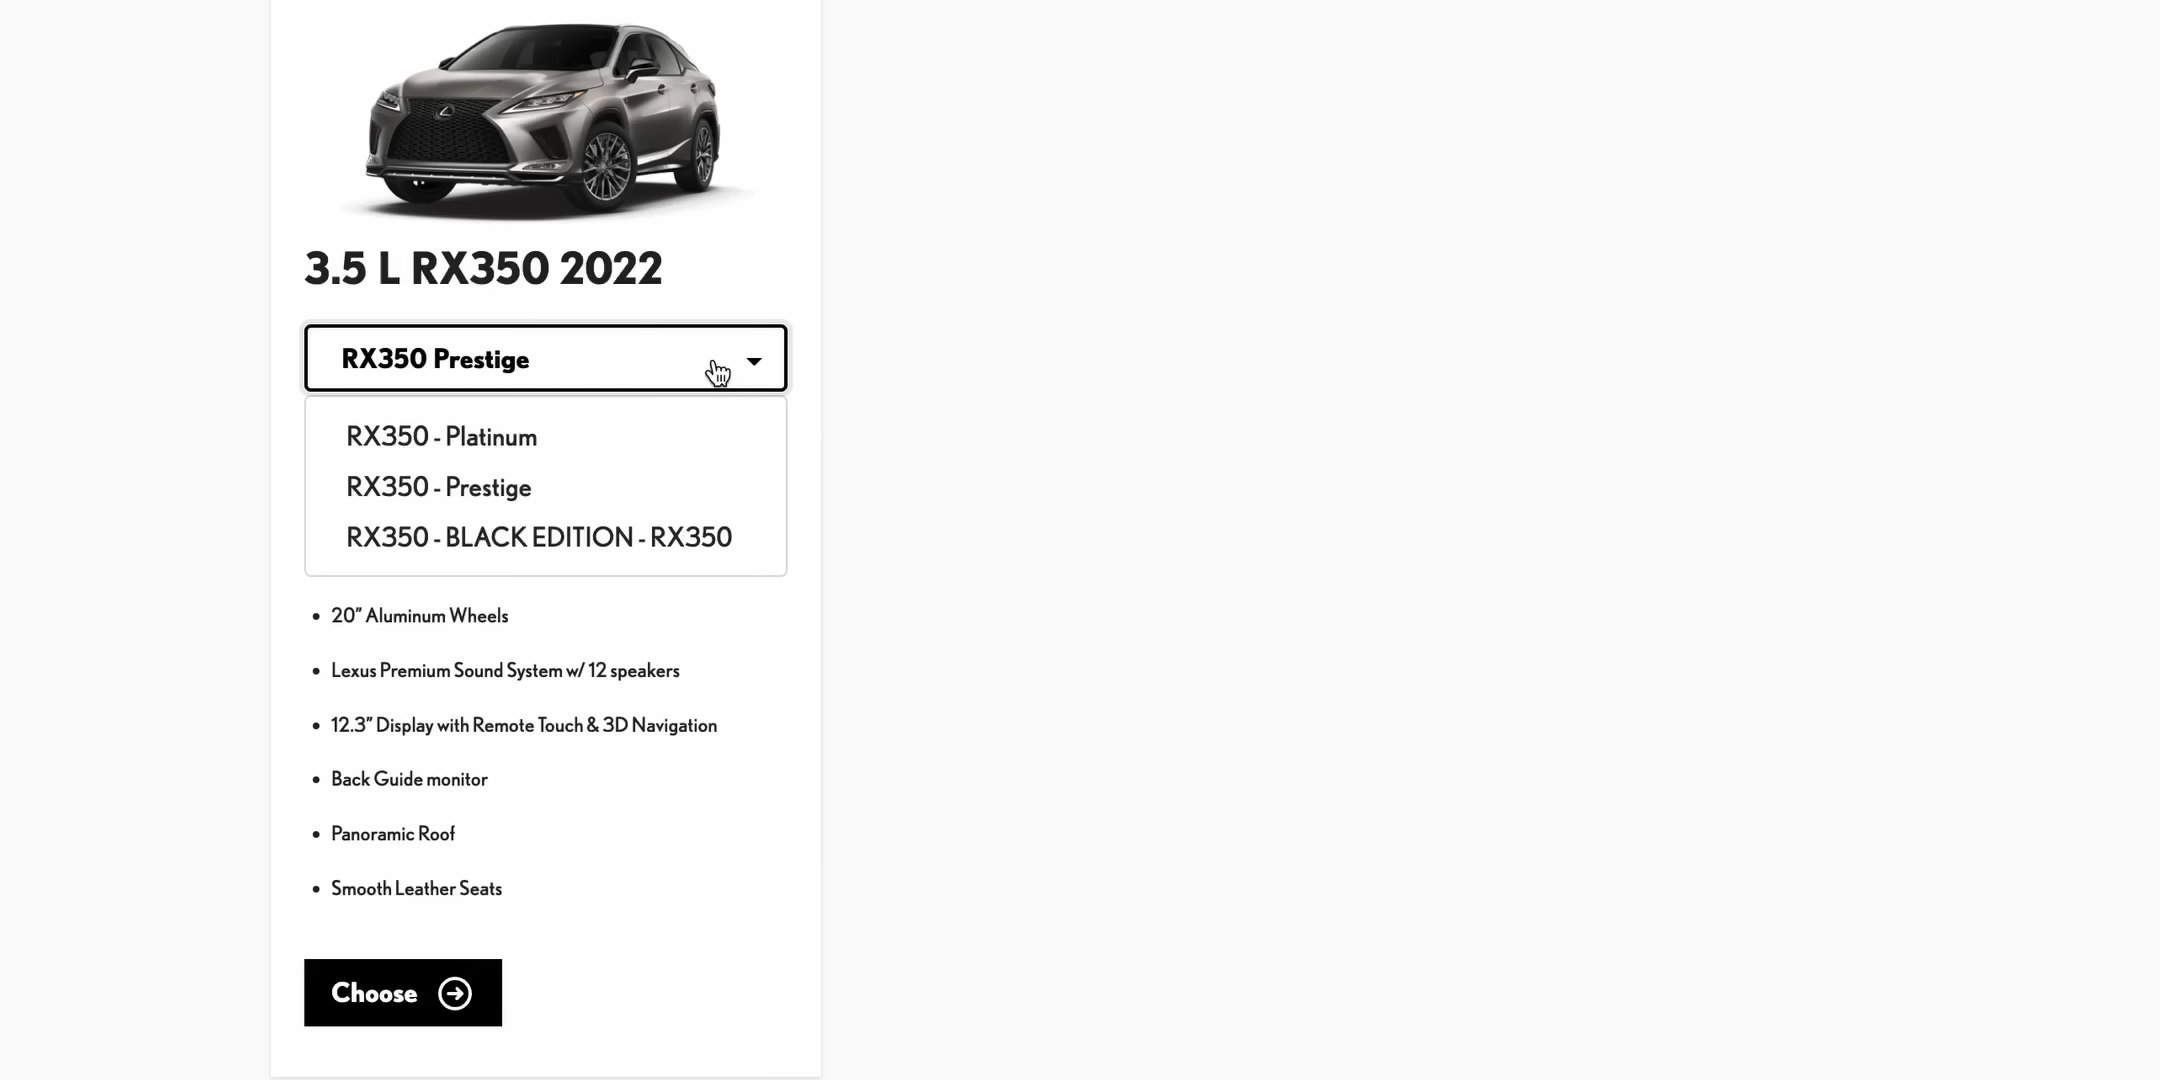 3.5 L RX350 2022
RX350 Prestige
RX350 - Platinum
RX350 - Prestige
RX350 - BLACK EDITION - RX350
• 20” Aluminum Wheels
• Lexus Premium Sound System w/ 12 speakers
• 12.3” Display with Remote Touch & 3D Navigation
• Back Guide monitor
• Panoramic Roof
• Smooth Leather Seats
Choose